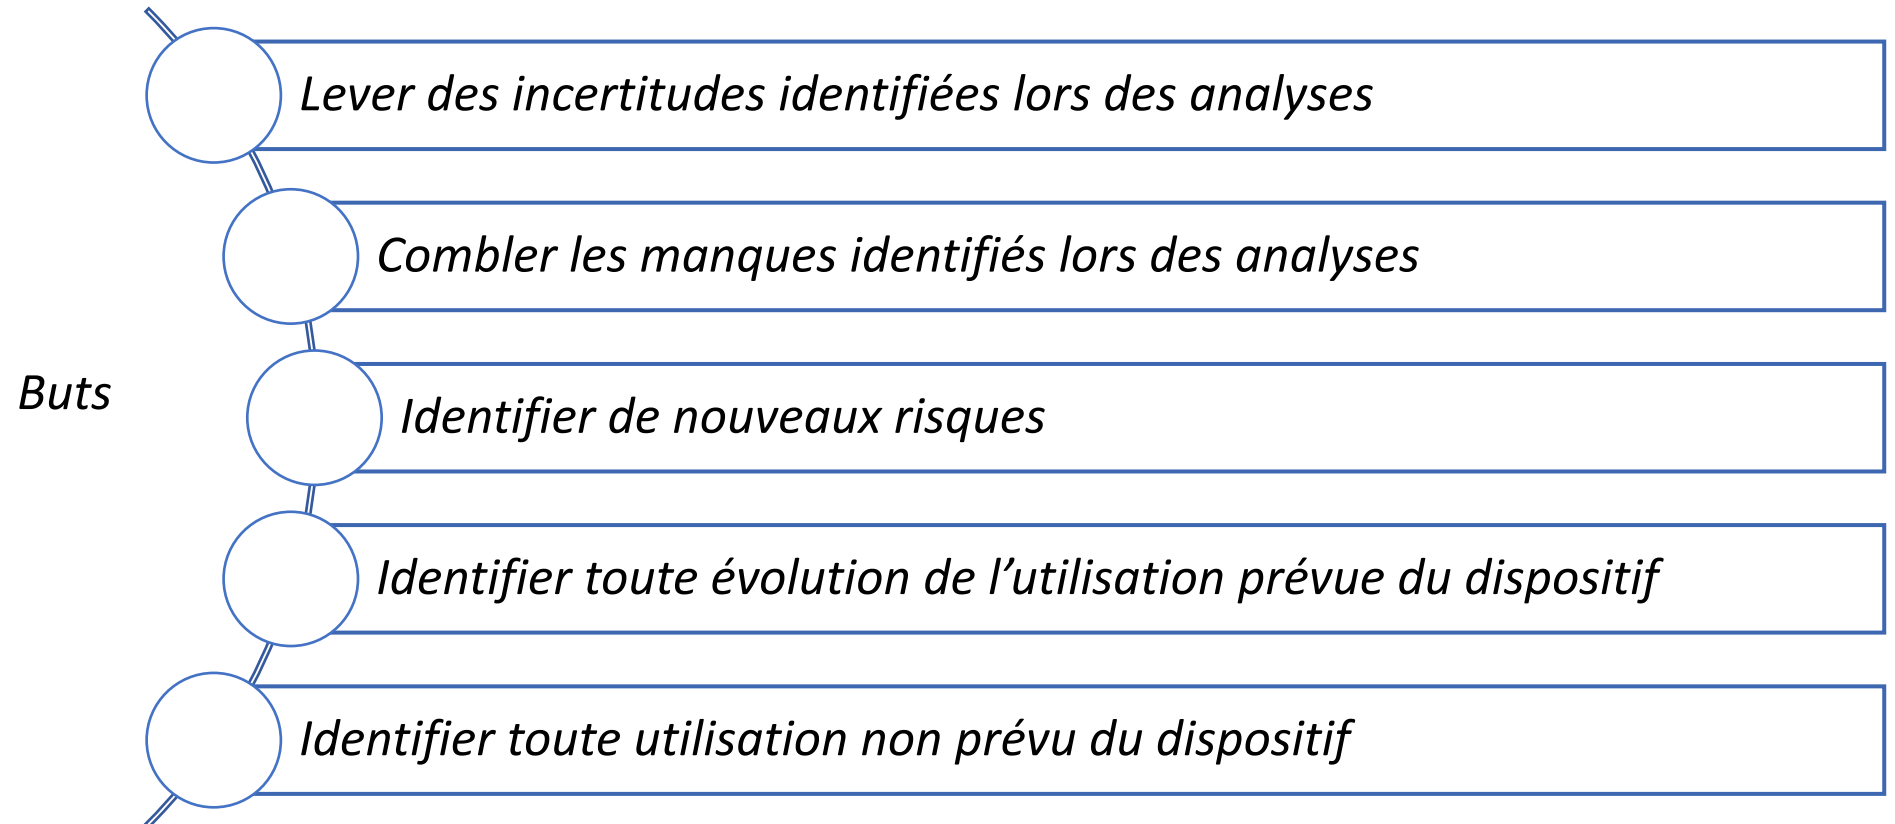 Lever des incertitudes identifiées lors des analyses
Combler les manques identifiés lors des analyses
Buts
Identifier de nouveaux risques
Identifier toute évolution de l’utilisation prévue du dispositif
Identifier toute utilisation non prévu du dispositif